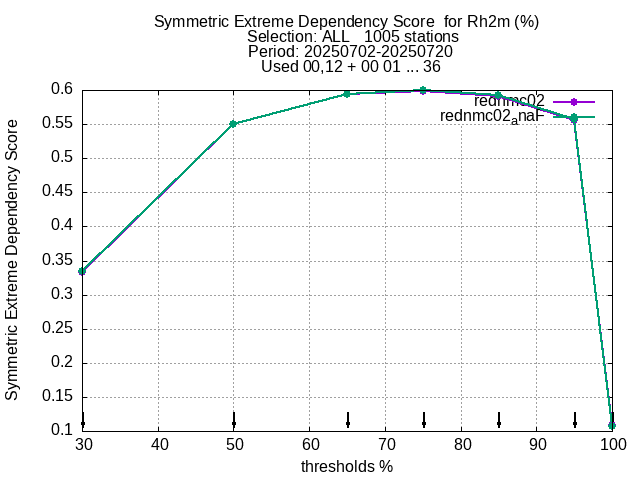 Symmetric Extreme Dependency Score  for Rh2m (%)
Selection: ALL   1005 stations
Period: 20250702-20250720
Used 00,12 + 00 01 ... 36
rednmc02
rednmc02anaF
Symmetric Extreme Dependency Score
0.6
0.55
0.5
0.45
0.4
0.35
0.3
0.25
0.2
0.15
0.1
30 40 50 60 70 80 90 100
thresholds %